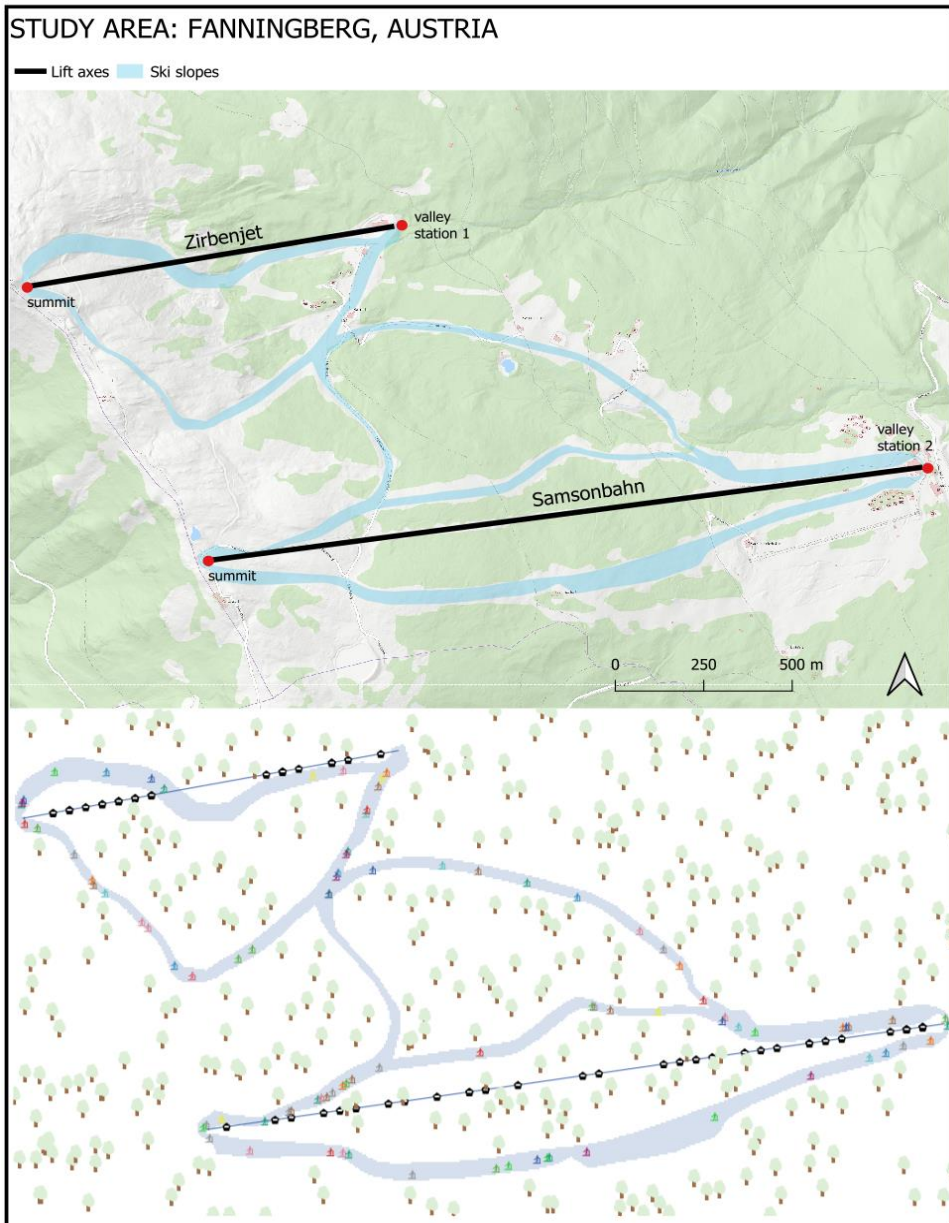 STUDY AREA: FANNINGBERG, AUSTRIA
Lift axes
Ski slopes
Zirbenjet
valley
station 1
summit
valley
station 2
Samsonbahn
summit
0 250 500 m